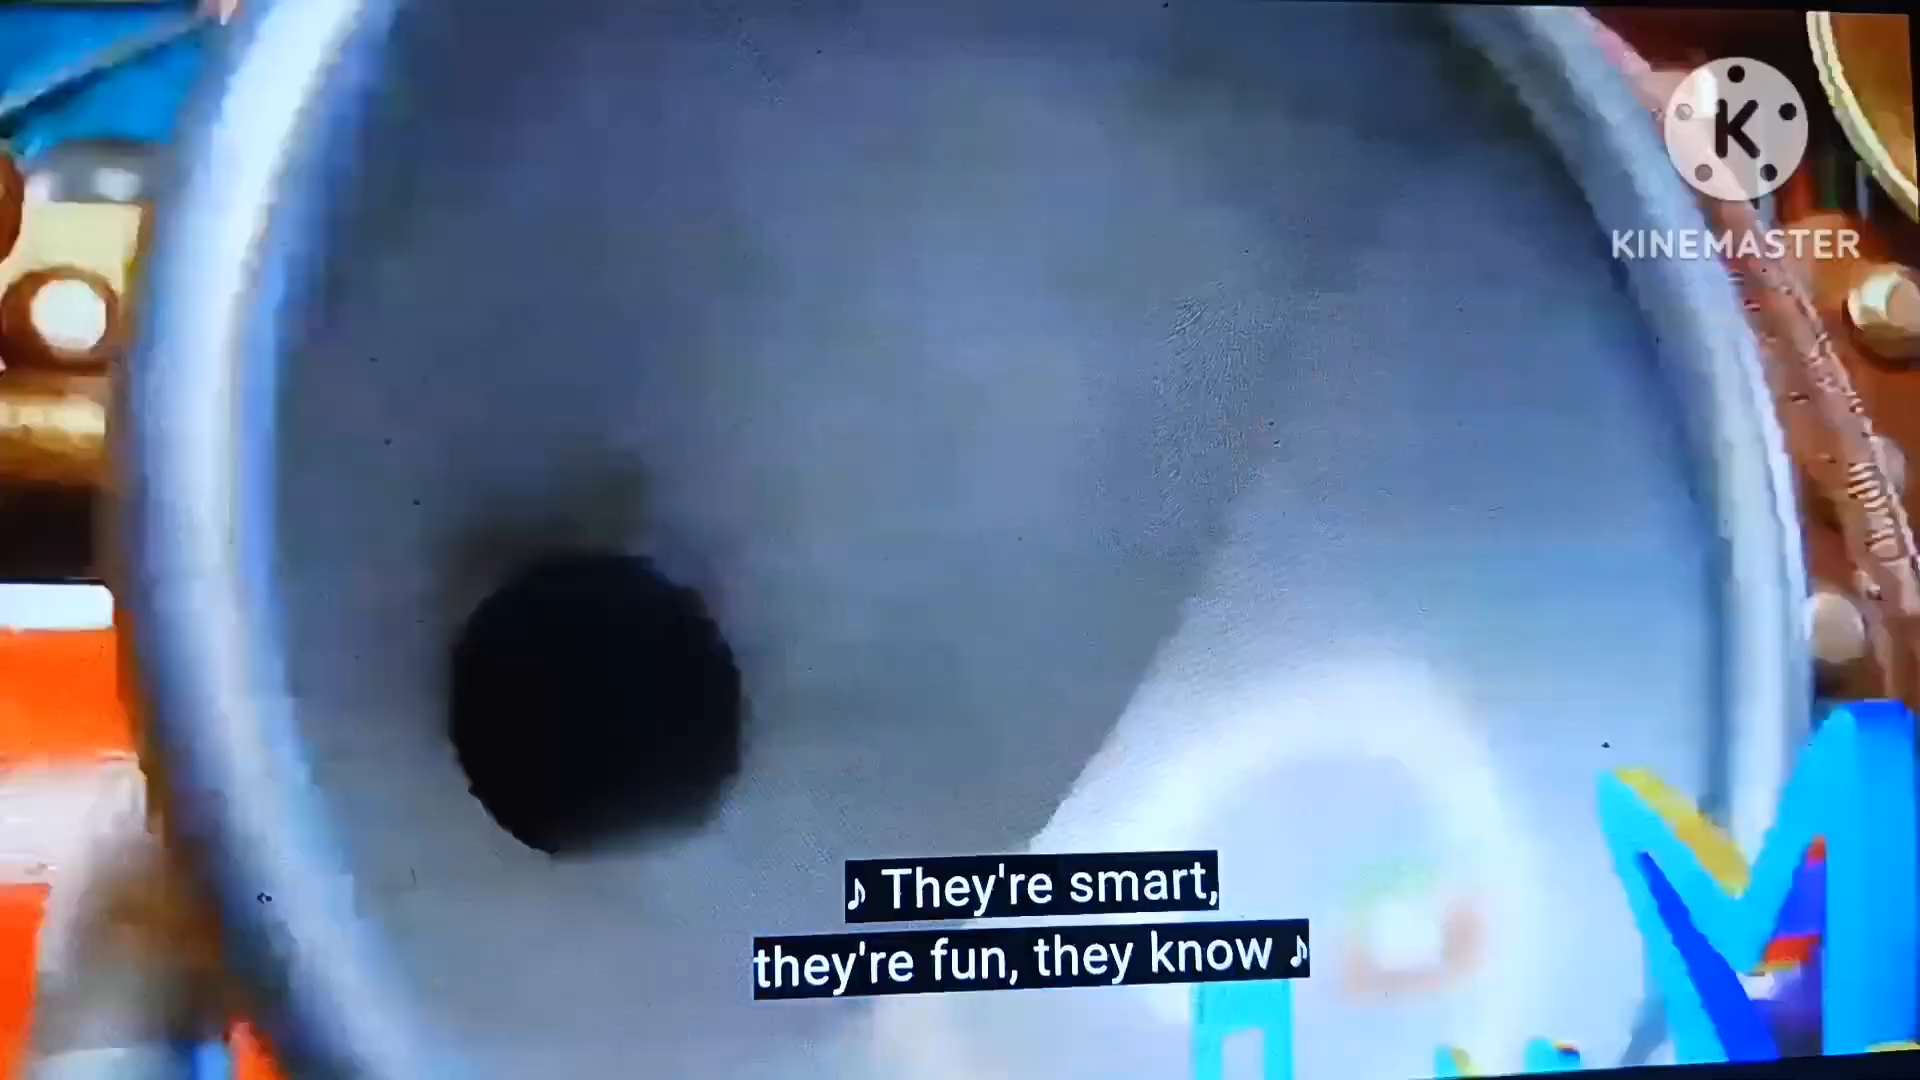 K
KINEMASTER
♪ They're smart,
they're fun, they know ♪
M